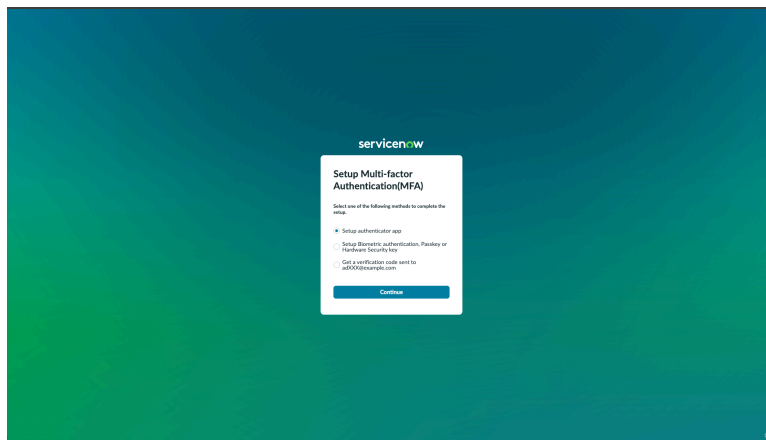 servicenow
Setup Multi-factor
Authentication(MFA)
Select one of the following methods to complete the
setup.
Setup authenticator app
Setup Biometric authentication, Passkey or
Hardware Security key
Get a verification code sent to
adXXX@example.com
Continue